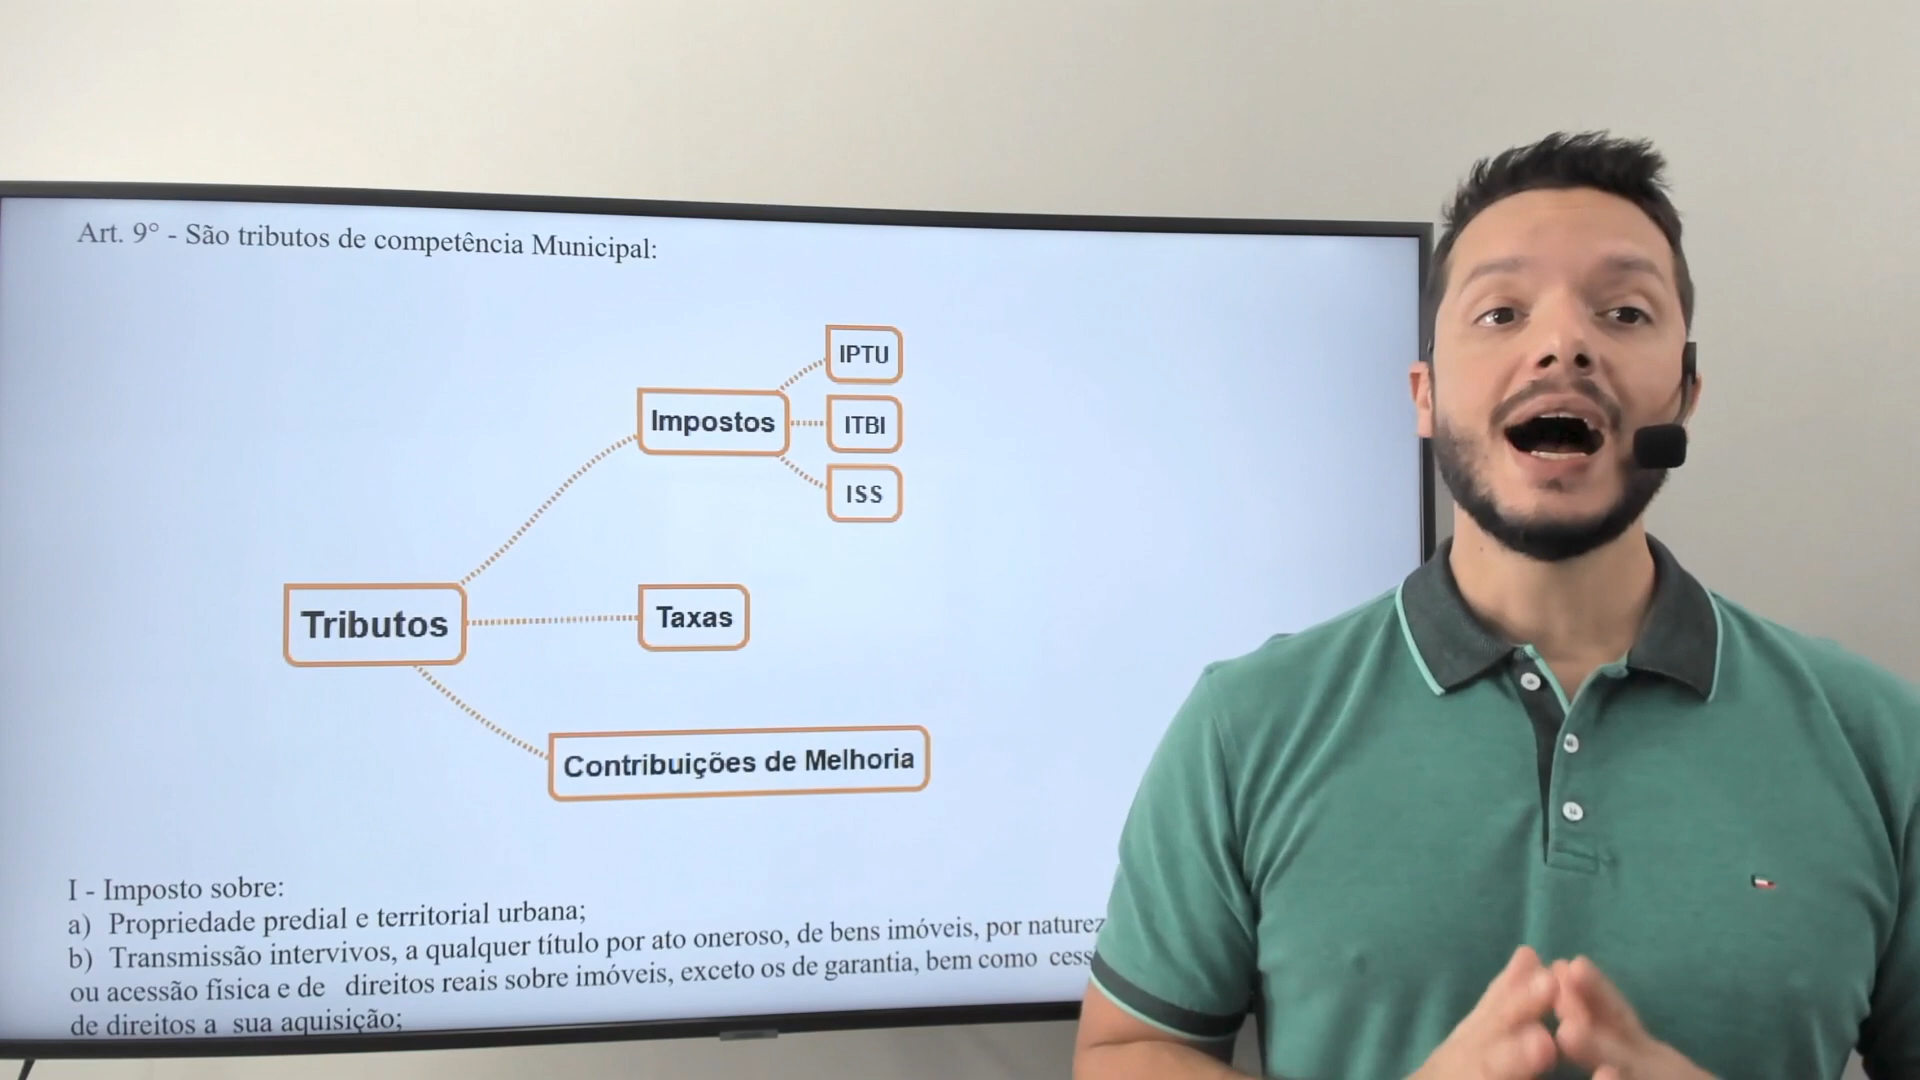 Art. 9° - São tributos de competência Municipal:
IPTU
Impostos
ITBI
ISS
Tributos
Taxas
Contribuições de Melhoria
I - Imposto sobre:
a) Propriedade predial e territorial urbana;
b) Transmissão intervivos, a qualquer título por ato oneroso, de bens imóveis, por
ou acessão física e de direitos reais sobre imóveis, exceto os de garantia, bem como
de direitos a sua aquisição;